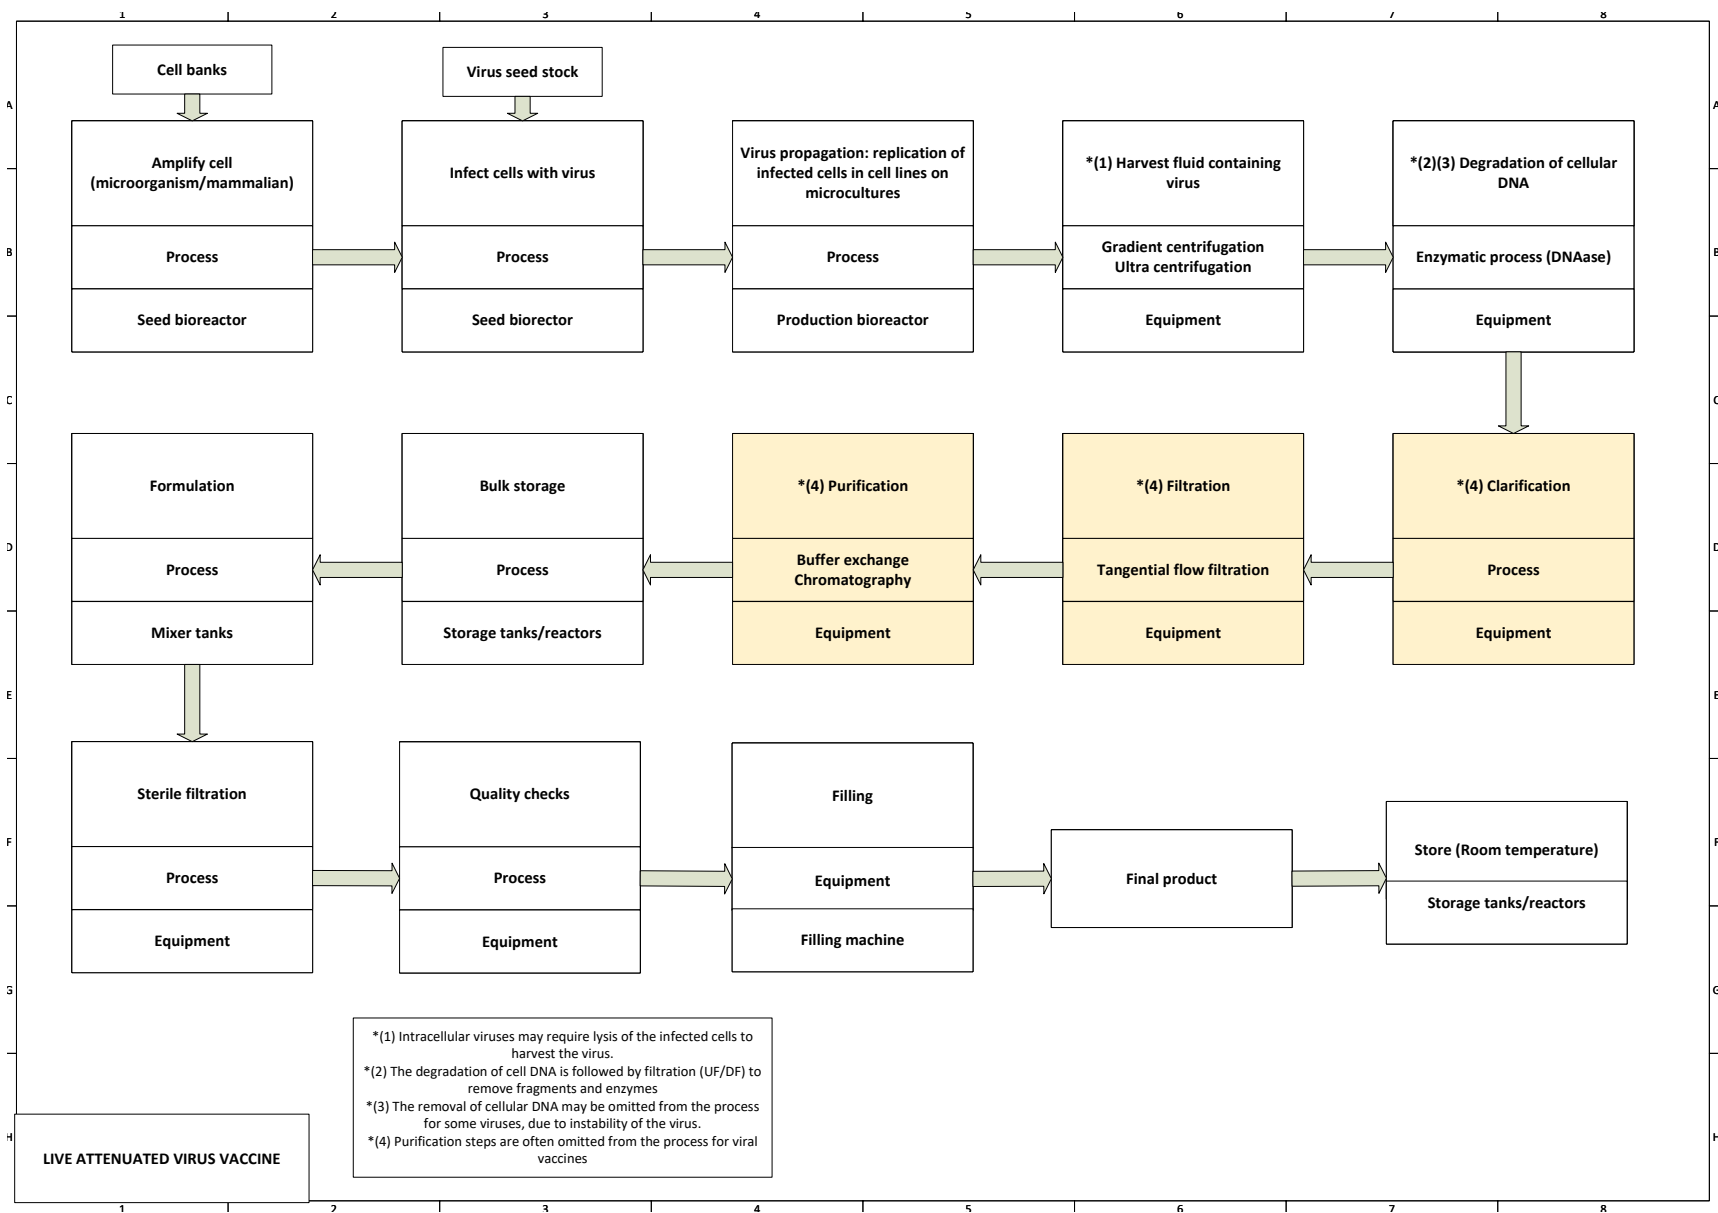 1 2 3 4 5 6 7 8
Cell banks
Virus seed stock
A A
Amplify cell
(microorganism/mammalian)
Process
Seed bioreactor
Infect cells with virus
Process
Seed biorector
Virus propagation: replication of
infected cells in cell lines on
microcultures
Process
Production bioreactor
*(1) Harvest fluid containing
virus
Gradient centrifugation
Ultra centrifugation
Equipment
*(2)(3) Degradation of cellular
DNA
Enzymatic process (DNAase)
Equipment
B B
C C
*(4) Clarification
Process
Equipment
*(4) Filtration
Tangential flow filtration
Equipment
*(4) Purification
Buffer exchange
Chromatography
Equipment
Bulk storage
Process
Storage tanks/reactors
Formulation
Process
Mixer tanks
D D
E E
Sterile filtration
Process
Equipment
Quality checks
Process
Equipment
Filling
Equipment
Filling machine
Final product
Store (Room temperature)
Storage tanks/reactors
F F
G G
*(1) Intracellular viruses may require lysis of the infected cells to
harvest the virus.
*(2) The degradation of cell DNA is followed by filtration (UF/DF) to
remove fragments and enzymes
*(3) The removal of cellular DNA may be omitted from the process
for some viruses, due to instability of the virus.
*(4) Purification steps are often omitted from the process for viral
vaccines
H H
LIVE ATTENUATED VIRUS VACCINE
1 2 3 4 5 6 7 8